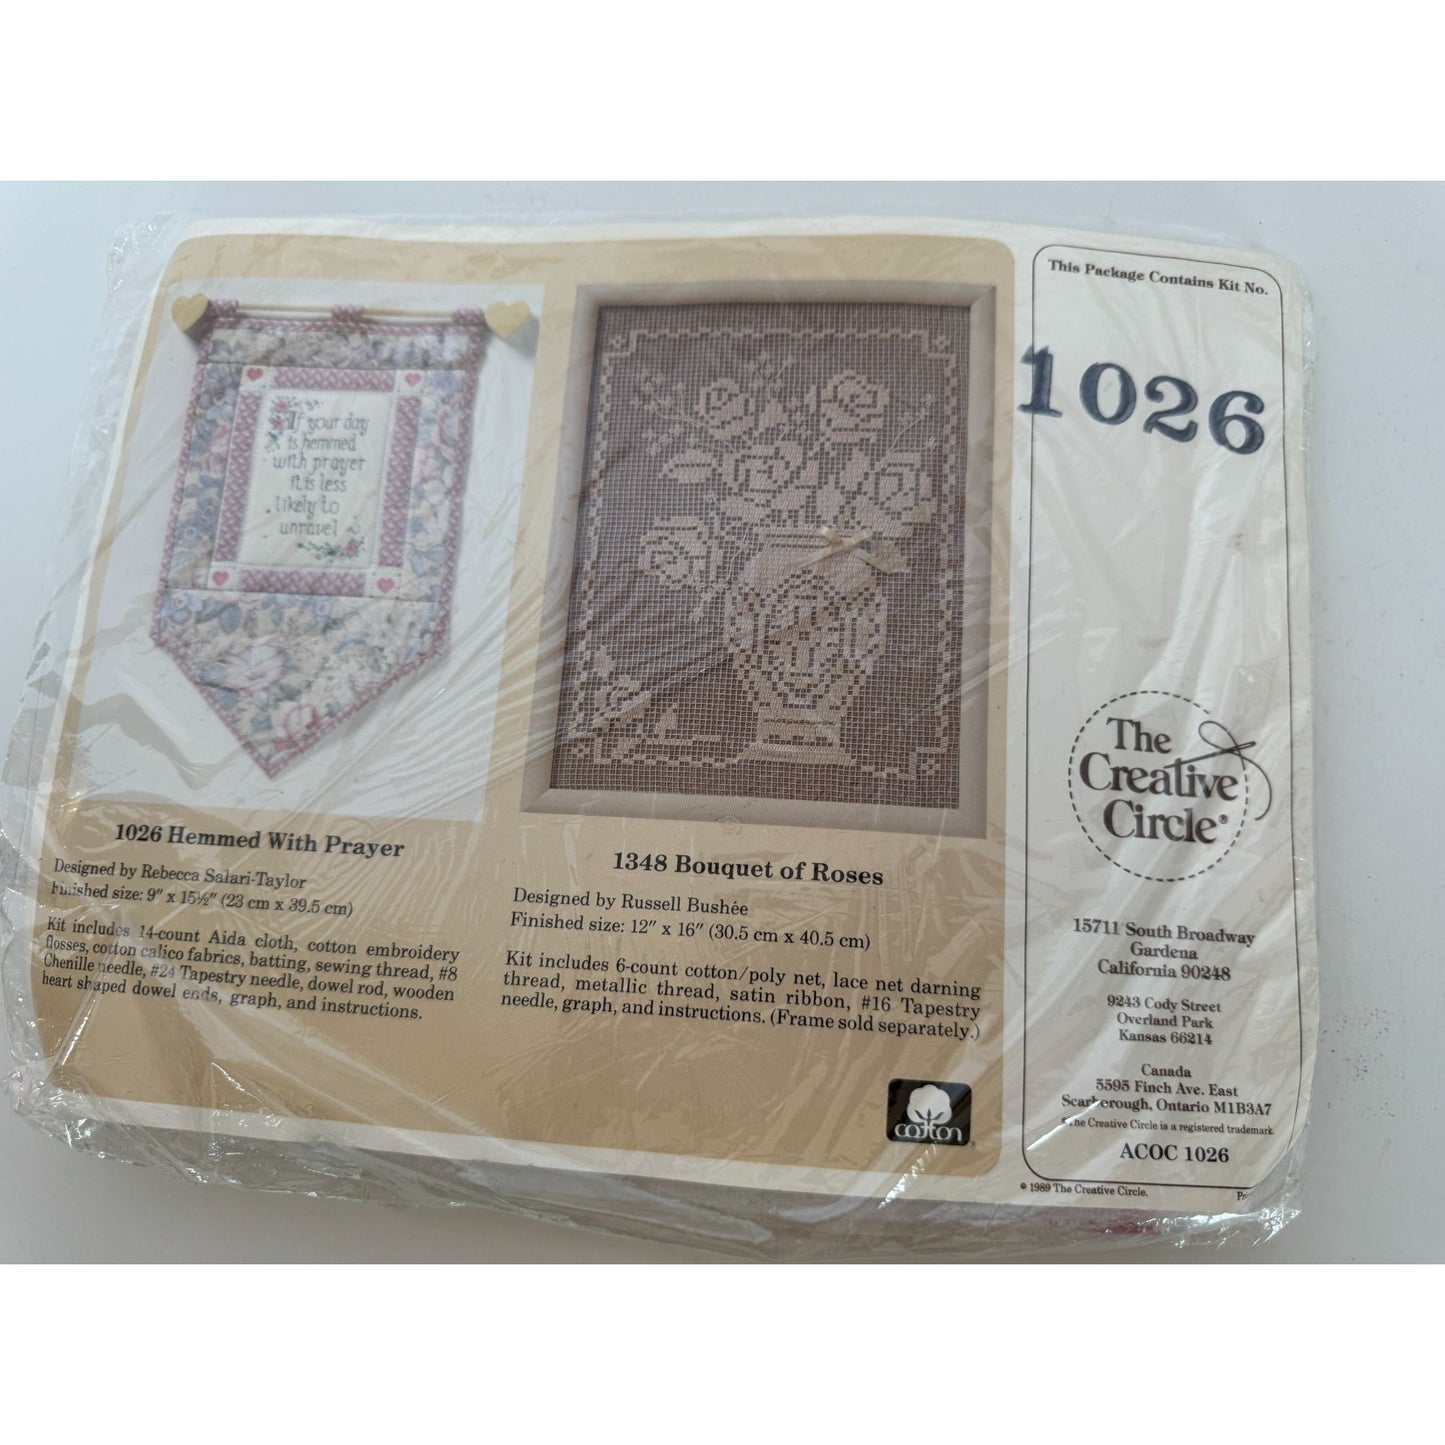 If your day
is hemmed
with prayer
it is less
likely to
unravel
1026 Hemmed With Prayer
Designed by Rebecca Salari-Taylor
Finished size: 9" x 15½" (23 cm x 39.5 cm)
Kit includes 14-count Aida cloth, cotton embroidery
flosses, cotton calico fabrics, batting, sewing thread, #8
Chenille needle, #24 Tapestry needle, dowel rod, wooden
heart shaped dowel ends, graph, and instructions.
1348 Bouquet of Roses
Designed by Russell Bushée
Finished size: 12" x 16" (30.5 cm x 40.5 cm)
Kit includes 6-count cotton/poly net, lace net darning
thread, metallic thread, satin ribbon, #16 Tapestry
needle, graph, and instructions. (Frame sold separately.)
cotton®
This Package Contains Kit No.
1026
The
Creative
Circle®
15711 South Broadway
Gardena
California 90248
9243 Cody Street
Overland Park
Kansas 66214
Canada
5595 Finch Ave. East
Scarborough, Ontario M1B3A7
®The Creative Circle is a registered trademark.
ACOC 1026
© 1989 The Creative Circle.